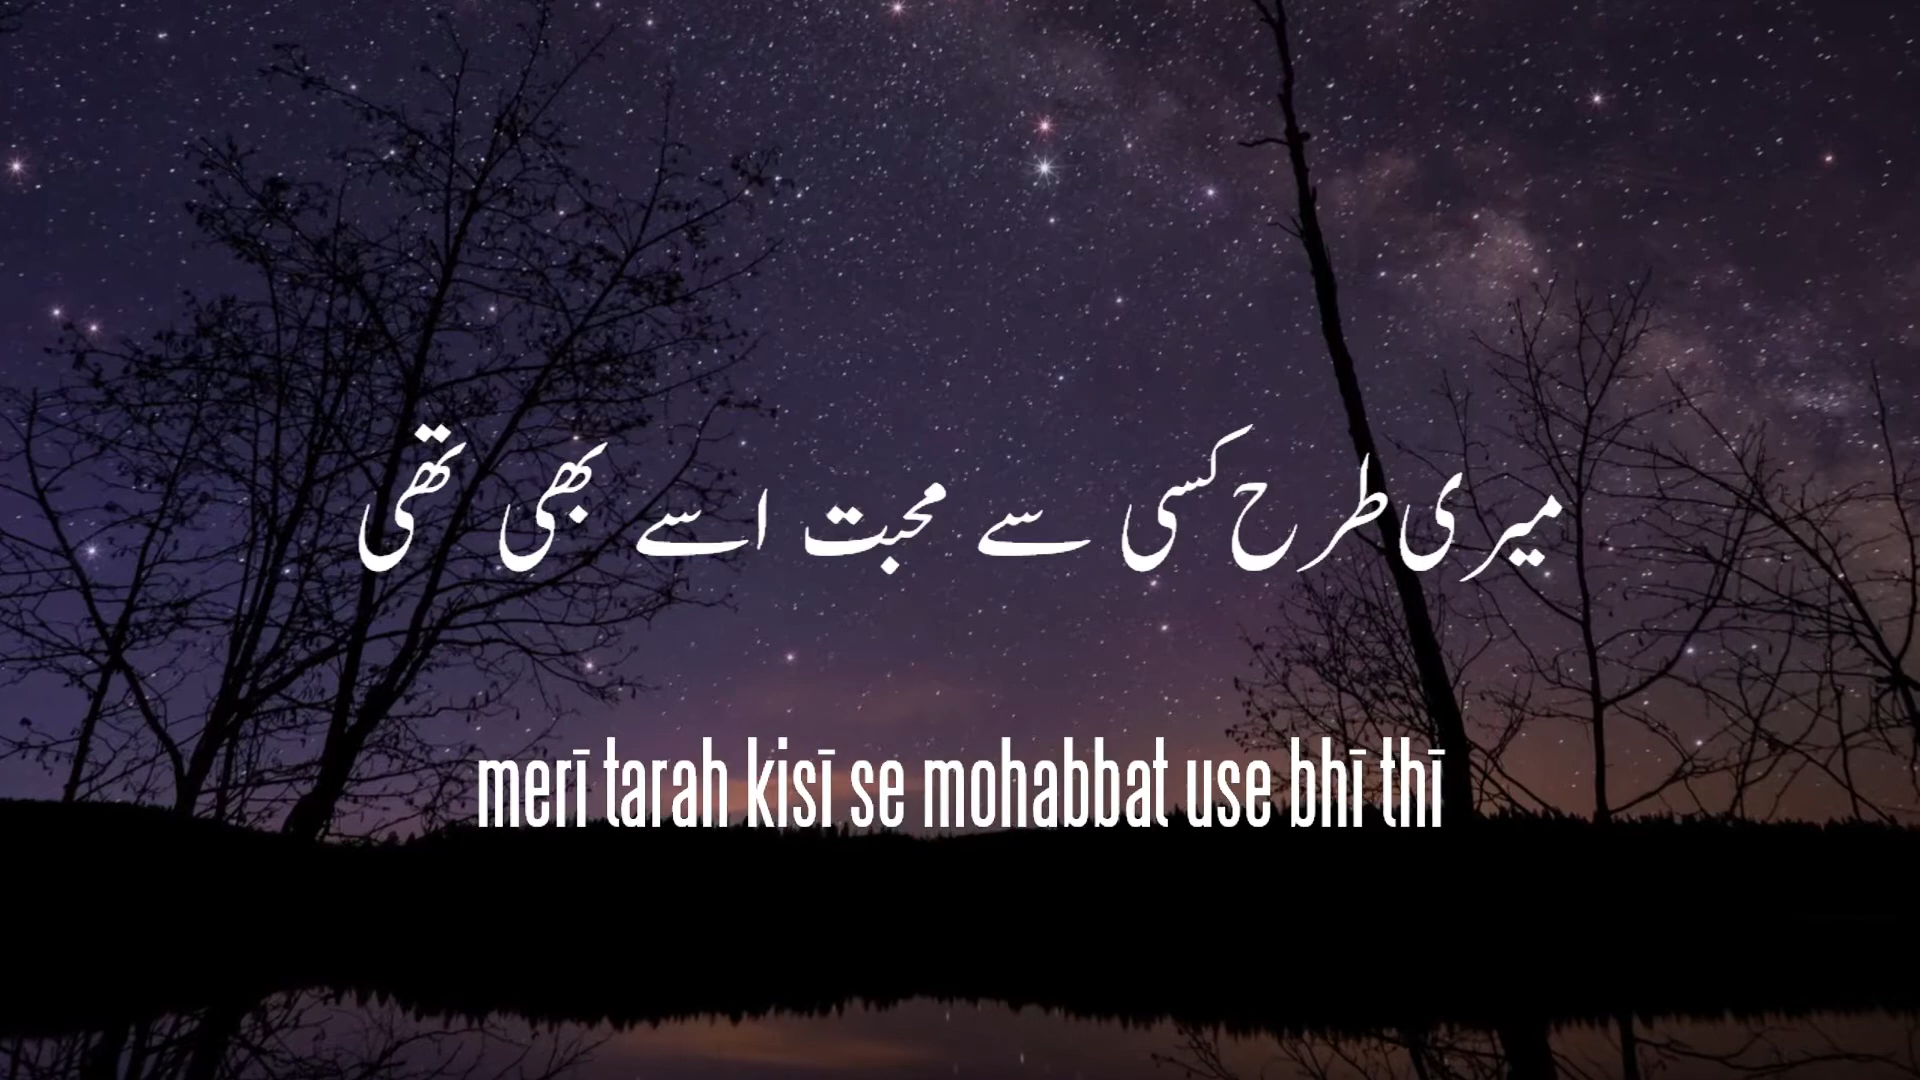 میری طرح کسی سے محبت اسے بھی تھی
merī tarah kisī se mohabbat use bhī thī